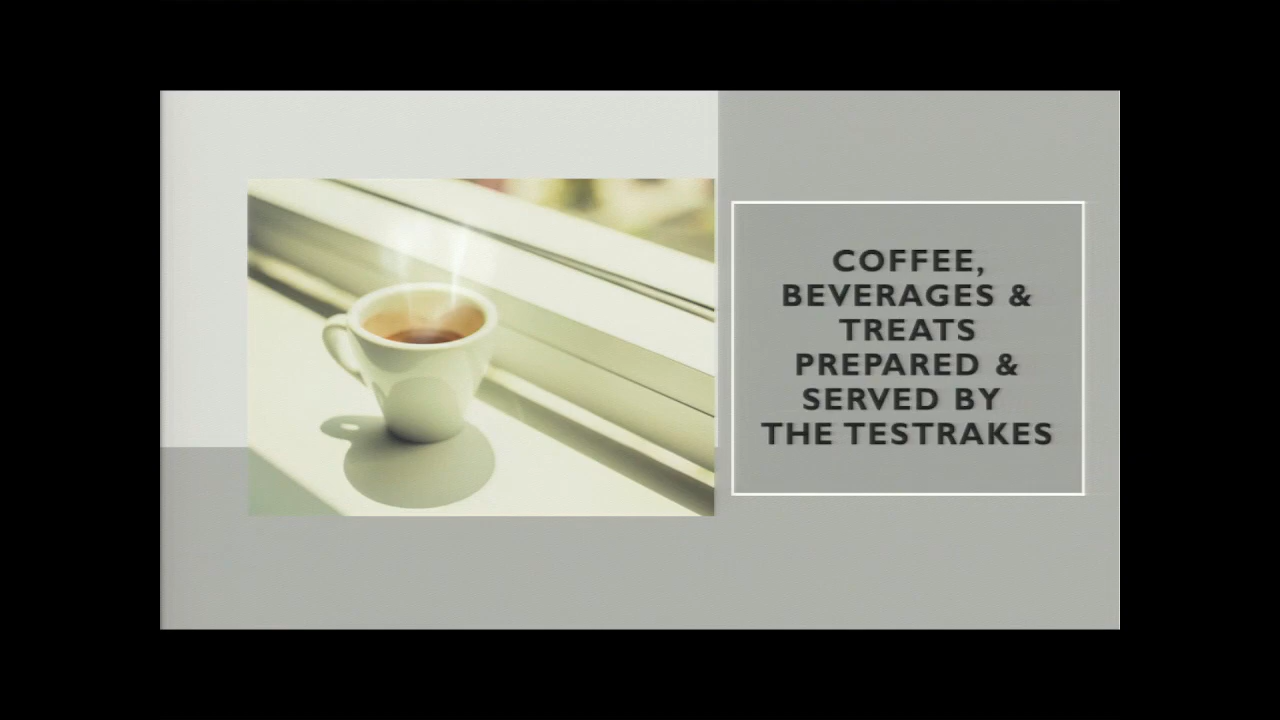 COFFEE,
BEVERAGES &
TREATS
PREPARED &
SERVED BY
THE TESTRAKES